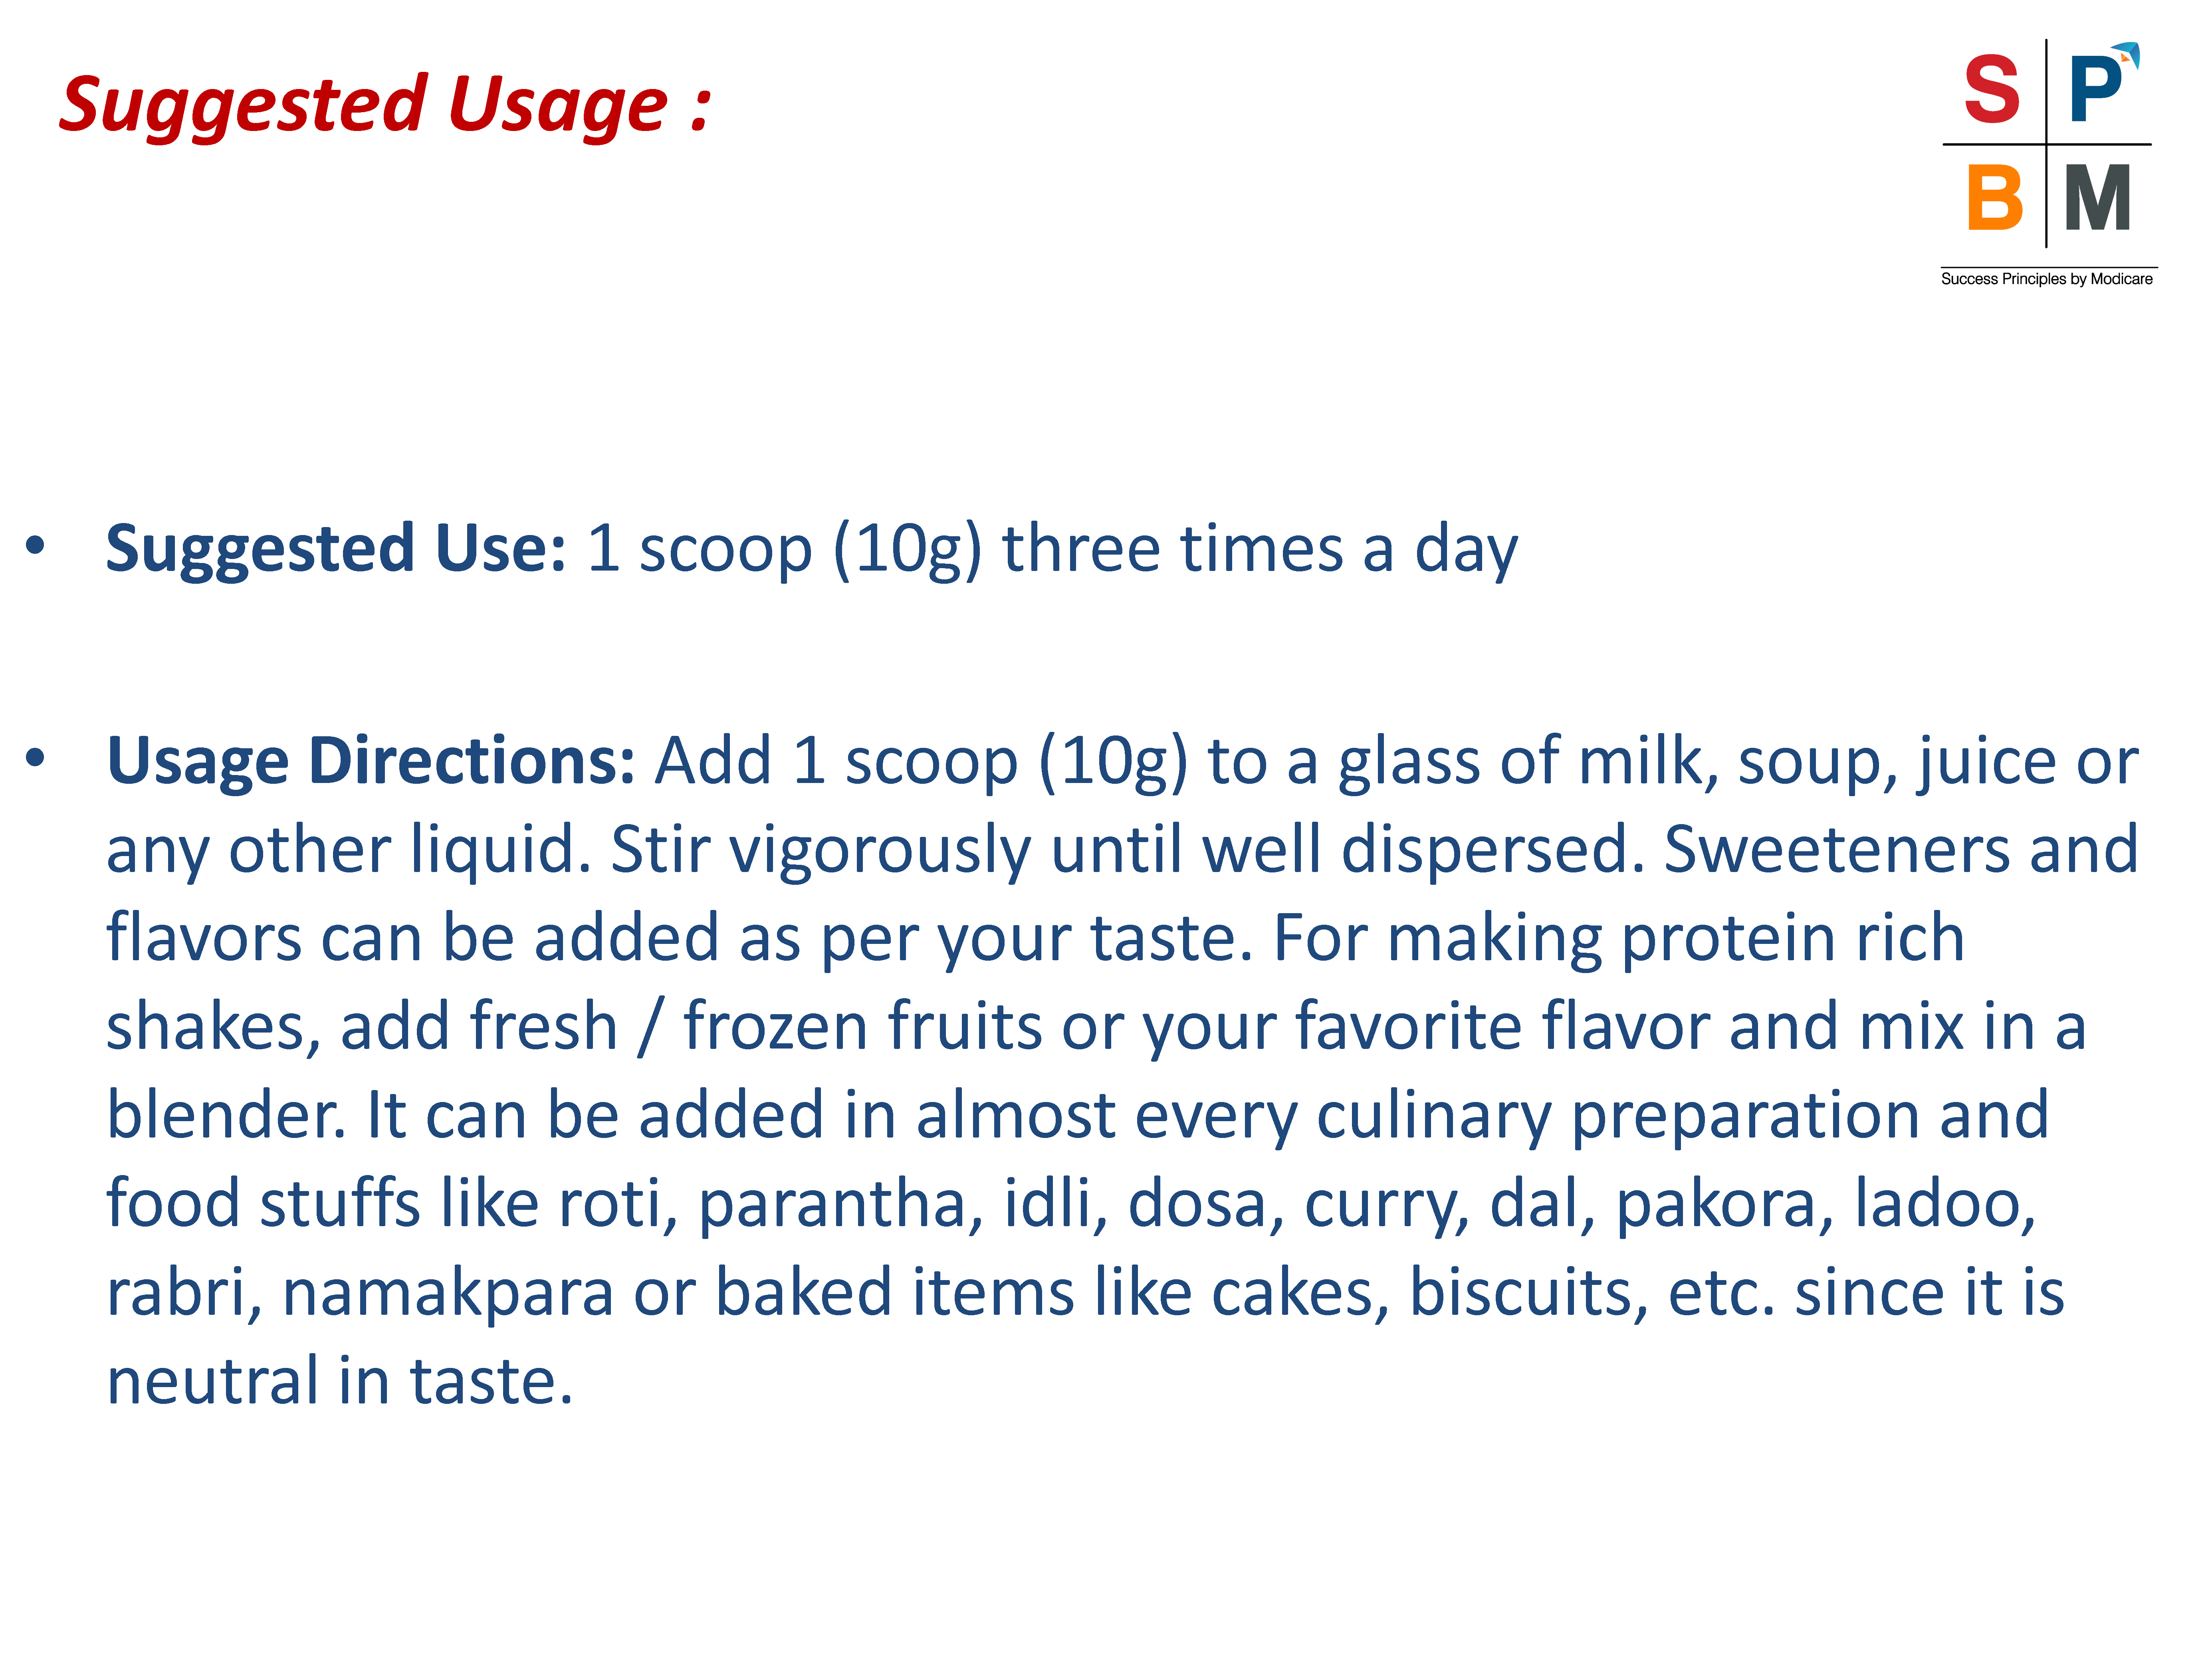 Suggested Usage :
S P
B M
Success Principles by Modicare
• Suggested Use: 1 scoop (10g) three times a day
• Usage Directions: Add 1 scoop (10g) to a glass of milk, soup, juice or
any other liquid. Stir vigorously until well dispersed. Sweeteners and
flavors can be added as per your taste. For making protein rich
shakes, add fresh / frozen fruits or your favorite flavor and mix in a
blender. It can be added in almost every culinary preparation and
food stuffs like roti, parantha, idli, dosa, curry, dal, pakora, ladoo,
rabri, namakpara or baked items like cakes, biscuits, etc. since it is
neutral in taste.